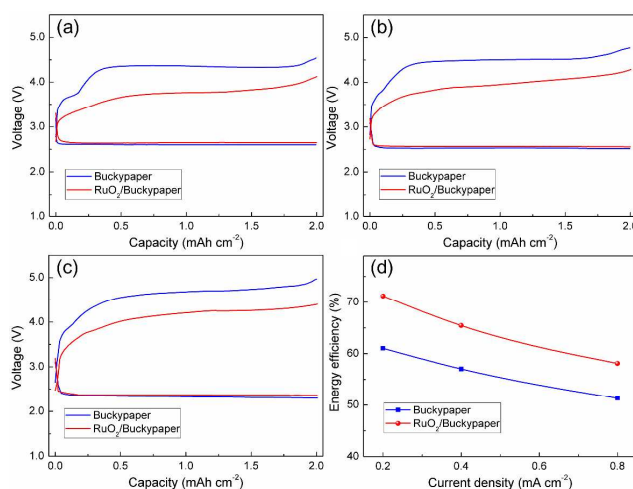 (a)
5.0
4.0
3.0
2.0
1.0
Voltage (V)
Buckypaper
RuO₂/Buckypaper
0.0 0.5 1.0 1.5 2.0
Capacity (mAh cm⁻²)
(b)
5.0
4.0
3.0
2.0
1.0
Voltage (V)
Buckypaper
RuO₂/Buckypaper
0.0 0.5 1.0 1.5 2.0
Capacity (mAh cm⁻²)
(c)
5.0
4.0
3.0
2.0
1.0
Voltage (V)
Buckypaper
RuO₂/Buckypaper
0.0 0.5 1.0 1.5 2.0
Capacity (mAh cm⁻²)
(d)
70
60
50
40
Energy efficiency (%)
Buckypaper
RuO₂/Buckypaper
0.2 0.4 0.6 0.8
Current density (mA cm⁻²)